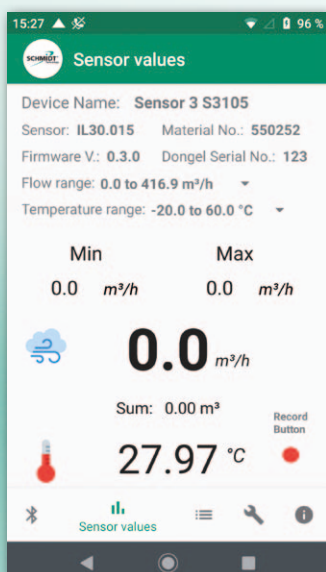 15:27
96 %
SCHMIDT
Sensor values
Device Name: Sensor 3 S3105
Sensor: IL30.015 Material No.: 550252
Firmware V.: 0.3.0 Dongel Serial No.: 123
Flow range: 0.0 to 416.9 m³/h
Temperature range: -20.0 to 60.0 °C
Min Max
0.0 m³/h 0.0 m³/h
0.0 m³/h
Sum: 0.00 m³
Record
Button
27.97 °C
Sensor values